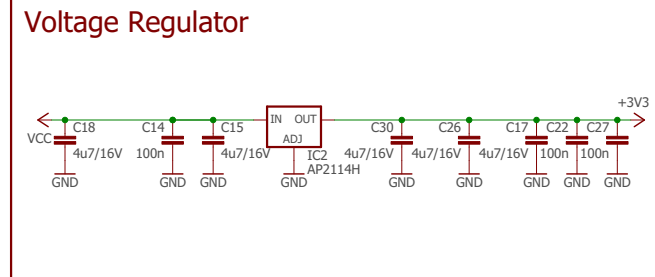 Voltage Regulator
+3V3
VCC
C18
4u7/16V
GND
C14
100n
GND
C15
4u7/16V
GND
IN OUT
ADJ
IC2
AP2114H
GND
C30
4u7/16V
GND
C26
4u7/16V
GND
C17
4u7/16V
GND
C22
100n
GND
C27
100n
GND